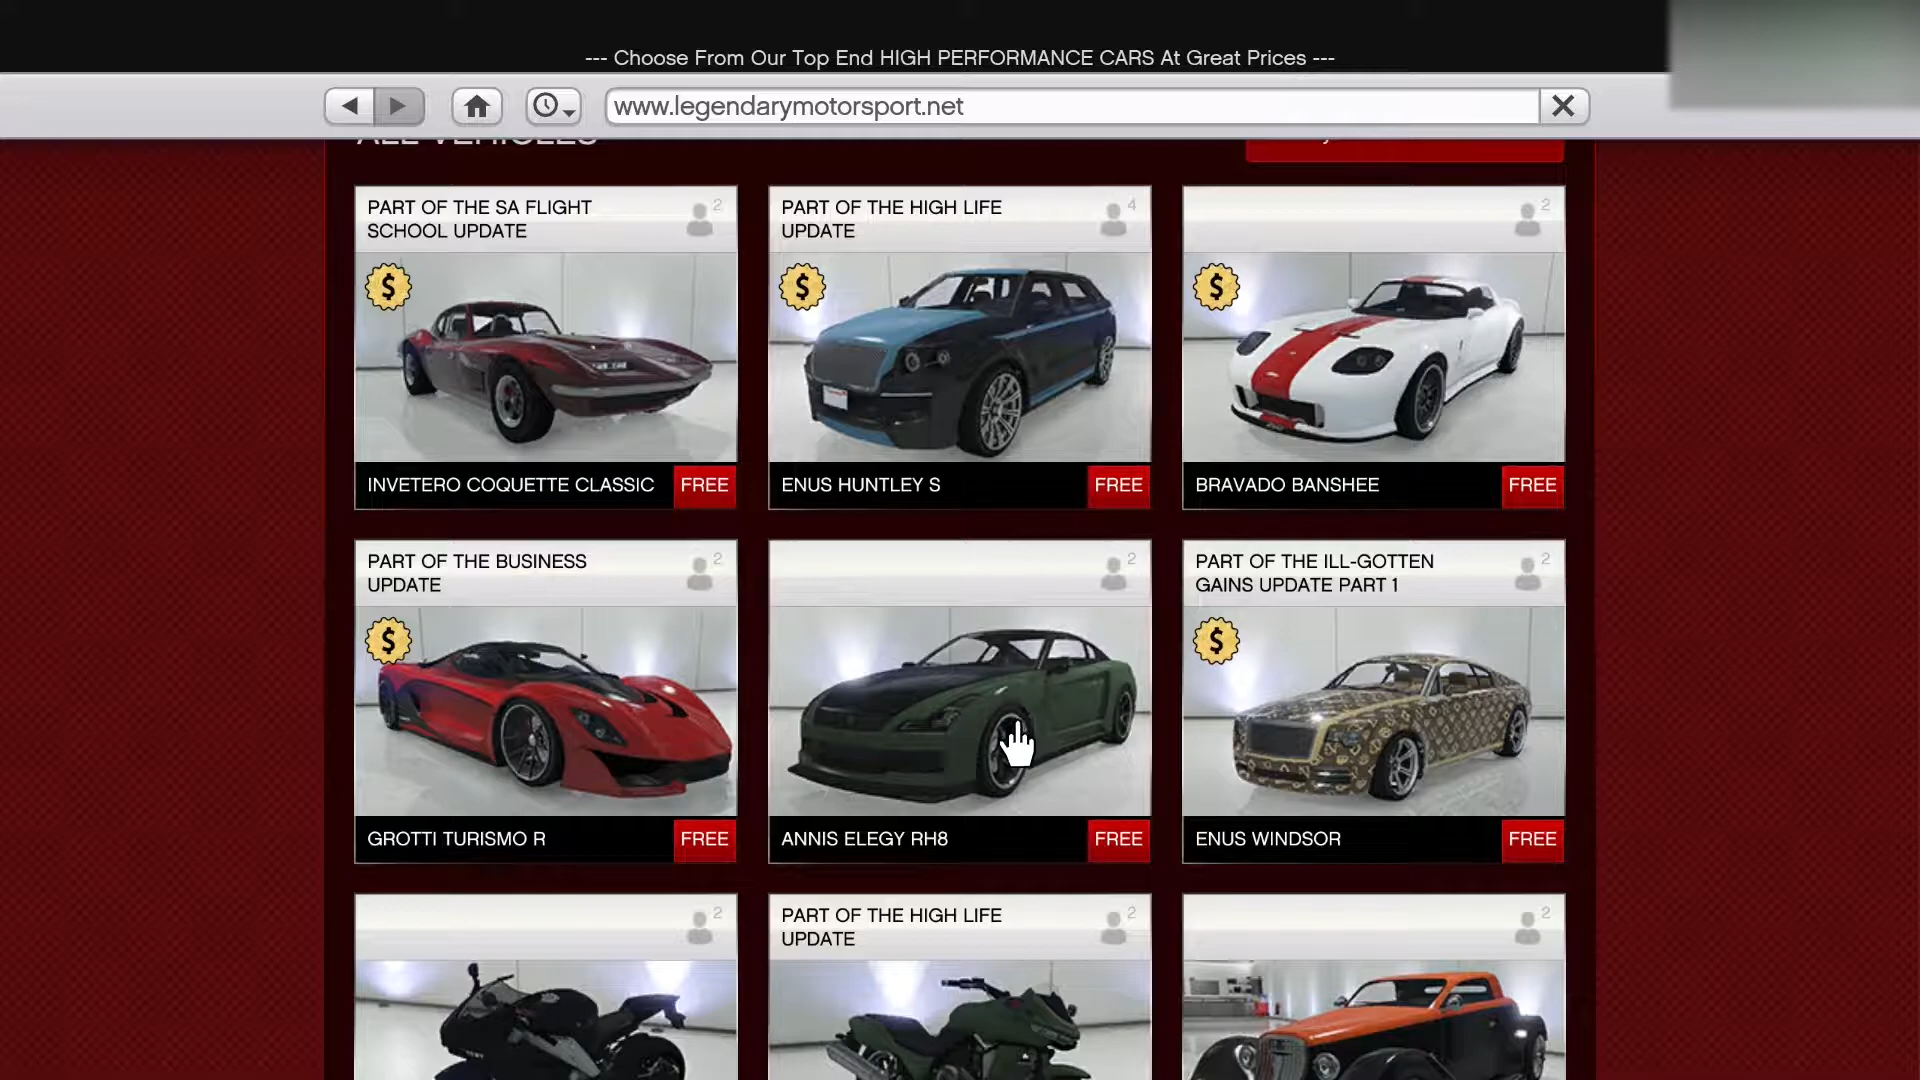 --- Choose From Our Top End HIGH PERFORMANCE CARS At Great Prices ---
www.legendarymotorsport.net
ALL VEHICLES
PART OF THE SA FLIGHT
SCHOOL UPDATE
2
PART OF THE HIGH LIFE
UPDATE
4
2
$
$
$
INVETERO COQUETTE CLASSIC
FREE
ENUS HUNTLEY S
FREE
BRAVADO BANSHEE
FREE
PART OF THE BUSINESS
UPDATE
2
2
PART OF THE ILL-GOTTEN
GAINS UPDATE PART 1
2
$
$
GROTTI TURISMO R
FREE
ANNIS ELEGY RH8
FREE
ENUS WINDSOR
FREE
2
PART OF THE HIGH LIFE
UPDATE
2
2